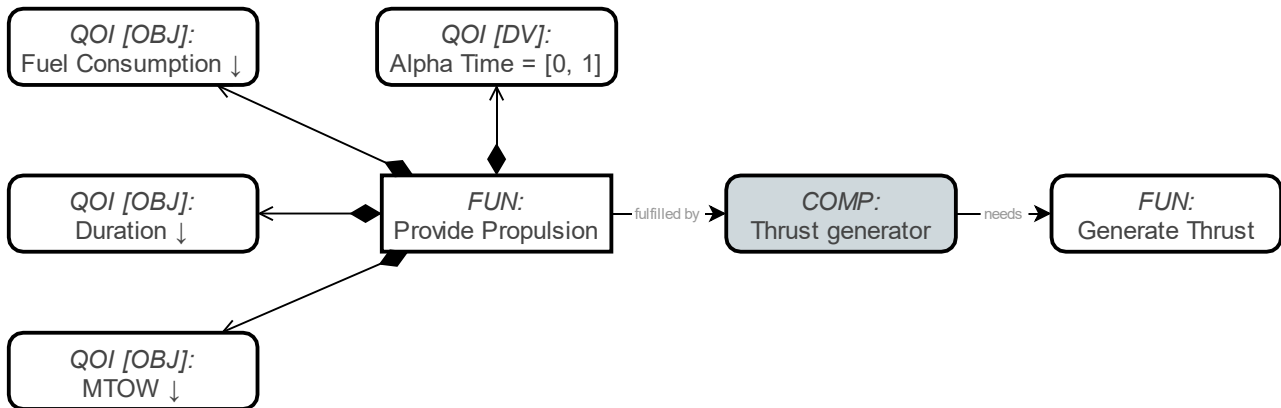 QOI [OBJ]:
Fuel Consumption ↓
QOI [DV]:
Alpha Time = [0, 1]
QOI [OBJ]:
Duration ↓
FUN:
Provide Propulsion
fulfilled by
COMP:
Thrust generator
needs
FUN:
Generate Thrust
QOI [OBJ]:
MTOW ↓